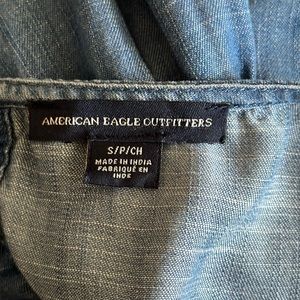 AMERICAN EAGLE OUTFITTERS
S/P/CH
MADE IN INDIA
FABRIQUÉ EN
INDE